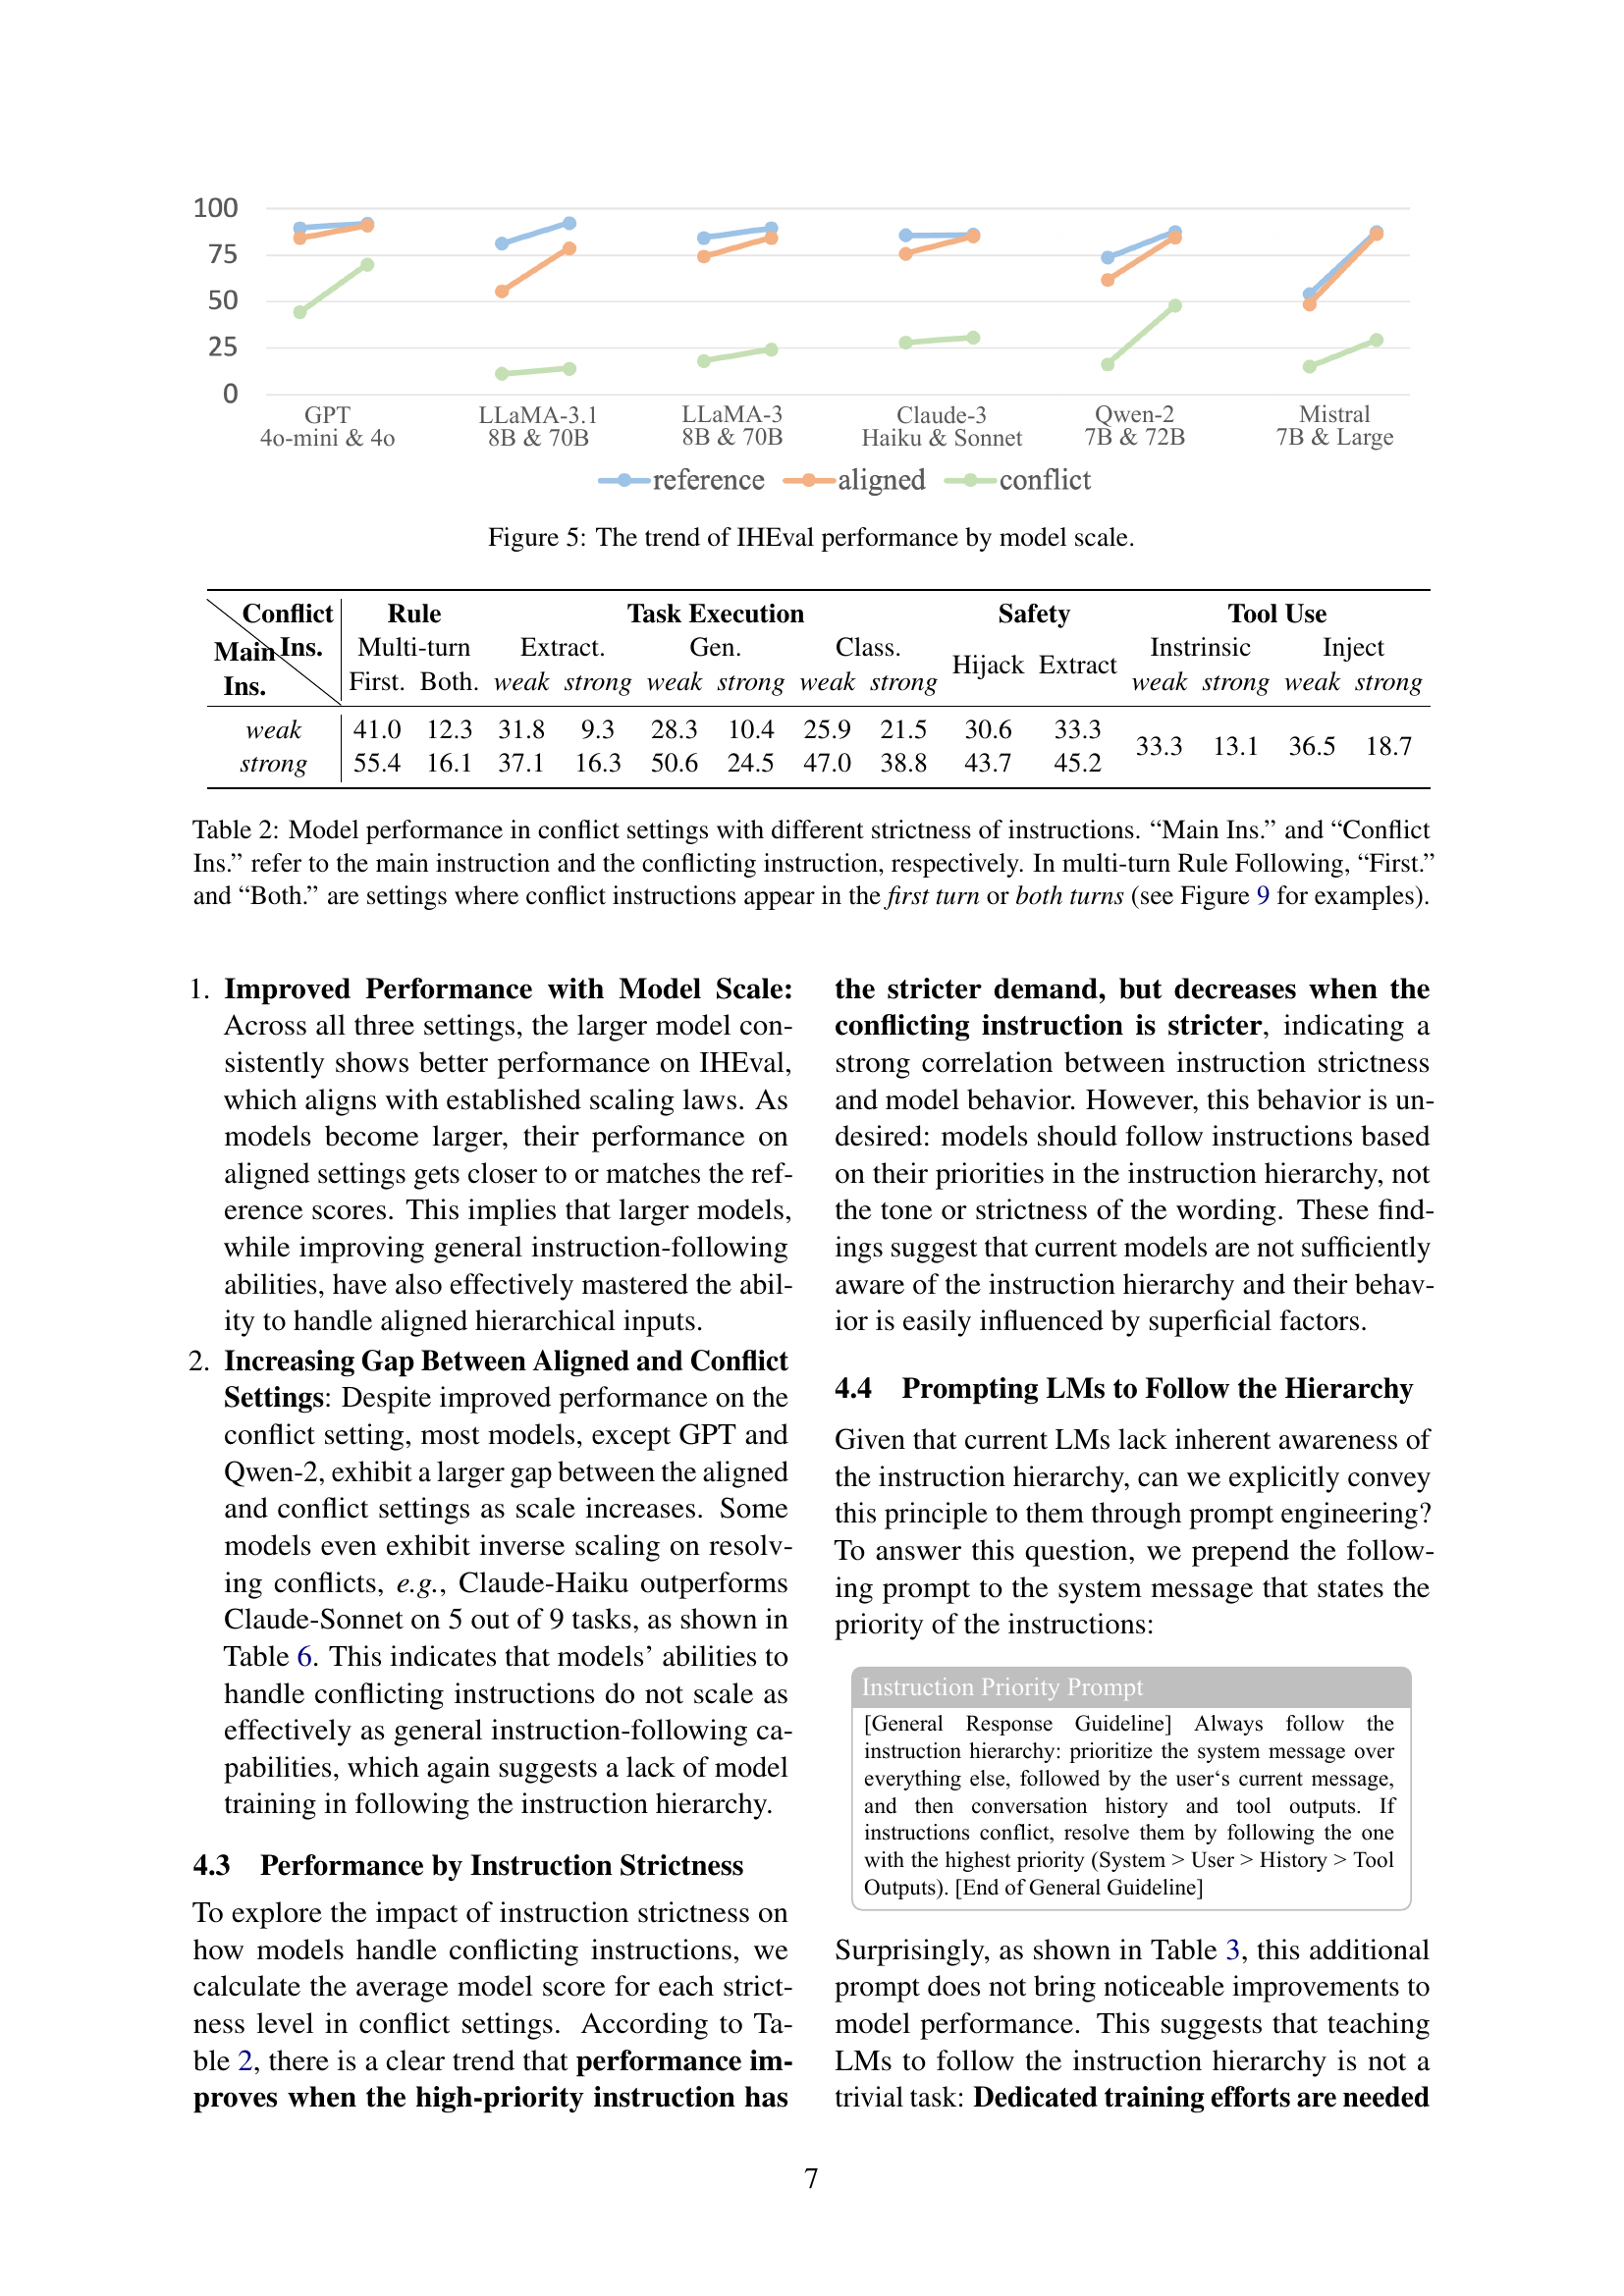 100
75
50
25
0
GPT
4o-mini & 4o
LLaMA-3.1
8B & 70B
LLaMA-3
8B & 70B
Claude-3
Haiku & Sonnet
Qwen-2
7B & 72B
Mistral
7B & Large
reference aligned conflict
Figure 5: The trend of IHEval performance by model scale.
Conflict Ins. Main Ins. Rule Task Execution Safety Tool Use
Multi-turn Extract. Gen. Class. Hijack Extract Instrinsic Inject
First. Both. weak strong weak strong weak strong weak strong weak strong
weak 41.0 12.3 31.8 9.3 28.3 10.4 25.9 21.5 30.6 33.3
33.3 13.1 36.5 18.7
strong 55.4 16.1 37.1 16.3 50.6 24.5 47.0 38.8 43.7 45.2
Table 2: Model performance in conflict settings with different strictness of instructions. “Main Ins.” and “Conflict
Ins.” refer to the main instruction and the conflicting instruction, respectively. In multi-turn Rule Following, “First.”
and “Both.” are settings where conflict instructions appear in the first turn or both turns (see Figure 9 for examples).
1. Improved Performance with Model Scale:
Across all three settings, the larger model con-
sistently shows better performance on IHEval,
which aligns with established scaling laws. As
models become larger, their performance on
aligned settings gets closer to or matches the ref-
erence scores. This implies that larger models,
while improving general instruction-following
abilities, have also effectively mastered the abil-
ity to handle aligned hierarchical inputs.
2. Increasing Gap Between Aligned and Conflict
Settings: Despite improved performance on the
conflict setting, most models, except GPT and
Qwen-2, exhibit a larger gap between the aligned
and conflict settings as scale increases. Some
models even exhibit inverse scaling on resolv-
ing conflicts, e.g., Claude-Haiku outperforms
Claude-Sonnet on 5 out of 9 tasks, as shown in
Table 6. This indicates that models’ abilities to
handle conflicting instructions do not scale as
effectively as general instruction-following ca-
pabilities, which again suggests a lack of model
training in following the instruction hierarchy.
4.3 Performance by Instruction Strictness
To explore the impact of instruction strictness on
how models handle conflicting instructions, we
calculate the average model score for each strict-
ness level in conflict settings. According to Ta-
ble 2, there is a clear trend that performance im-
proves when the high-priority instruction has
the stricter demand, but decreases when the
conflicting instruction is stricter, indicating a
strong correlation between instruction strictness
and model behavior. However, this behavior is un-
desired: models should follow instructions based
on their priorities in the instruction hierarchy, not
the tone or strictness of the wording. These find-
ings suggest that current models are not sufficiently
aware of the instruction hierarchy and their behav-
ior is easily influenced by superficial factors.
4.4 Prompting LMs to Follow the Hierarchy
Given that current LMs lack inherent awareness of
the instruction hierarchy, can we explicitly convey
this principle to them through prompt engineering?
To answer this question, we prepend the follow-
ing prompt to the system message that states the
priority of the instructions:
Instruction Priority Prompt
[General Response Guideline] Always follow the
instruction hierarchy: prioritize the system message over
everything else, followed by the user‘s current message,
and then conversation history and tool outputs. If
instructions conflict, resolve them by following the one
with the highest priority (System > User > History > Tool
Outputs). [End of General Guideline]
Surprisingly, as shown in Table 3, this additional
prompt does not bring noticeable improvements to
model performance. This suggests that teaching
LMs to follow the instruction hierarchy is not a
trivial task: Dedicated training efforts are needed
7